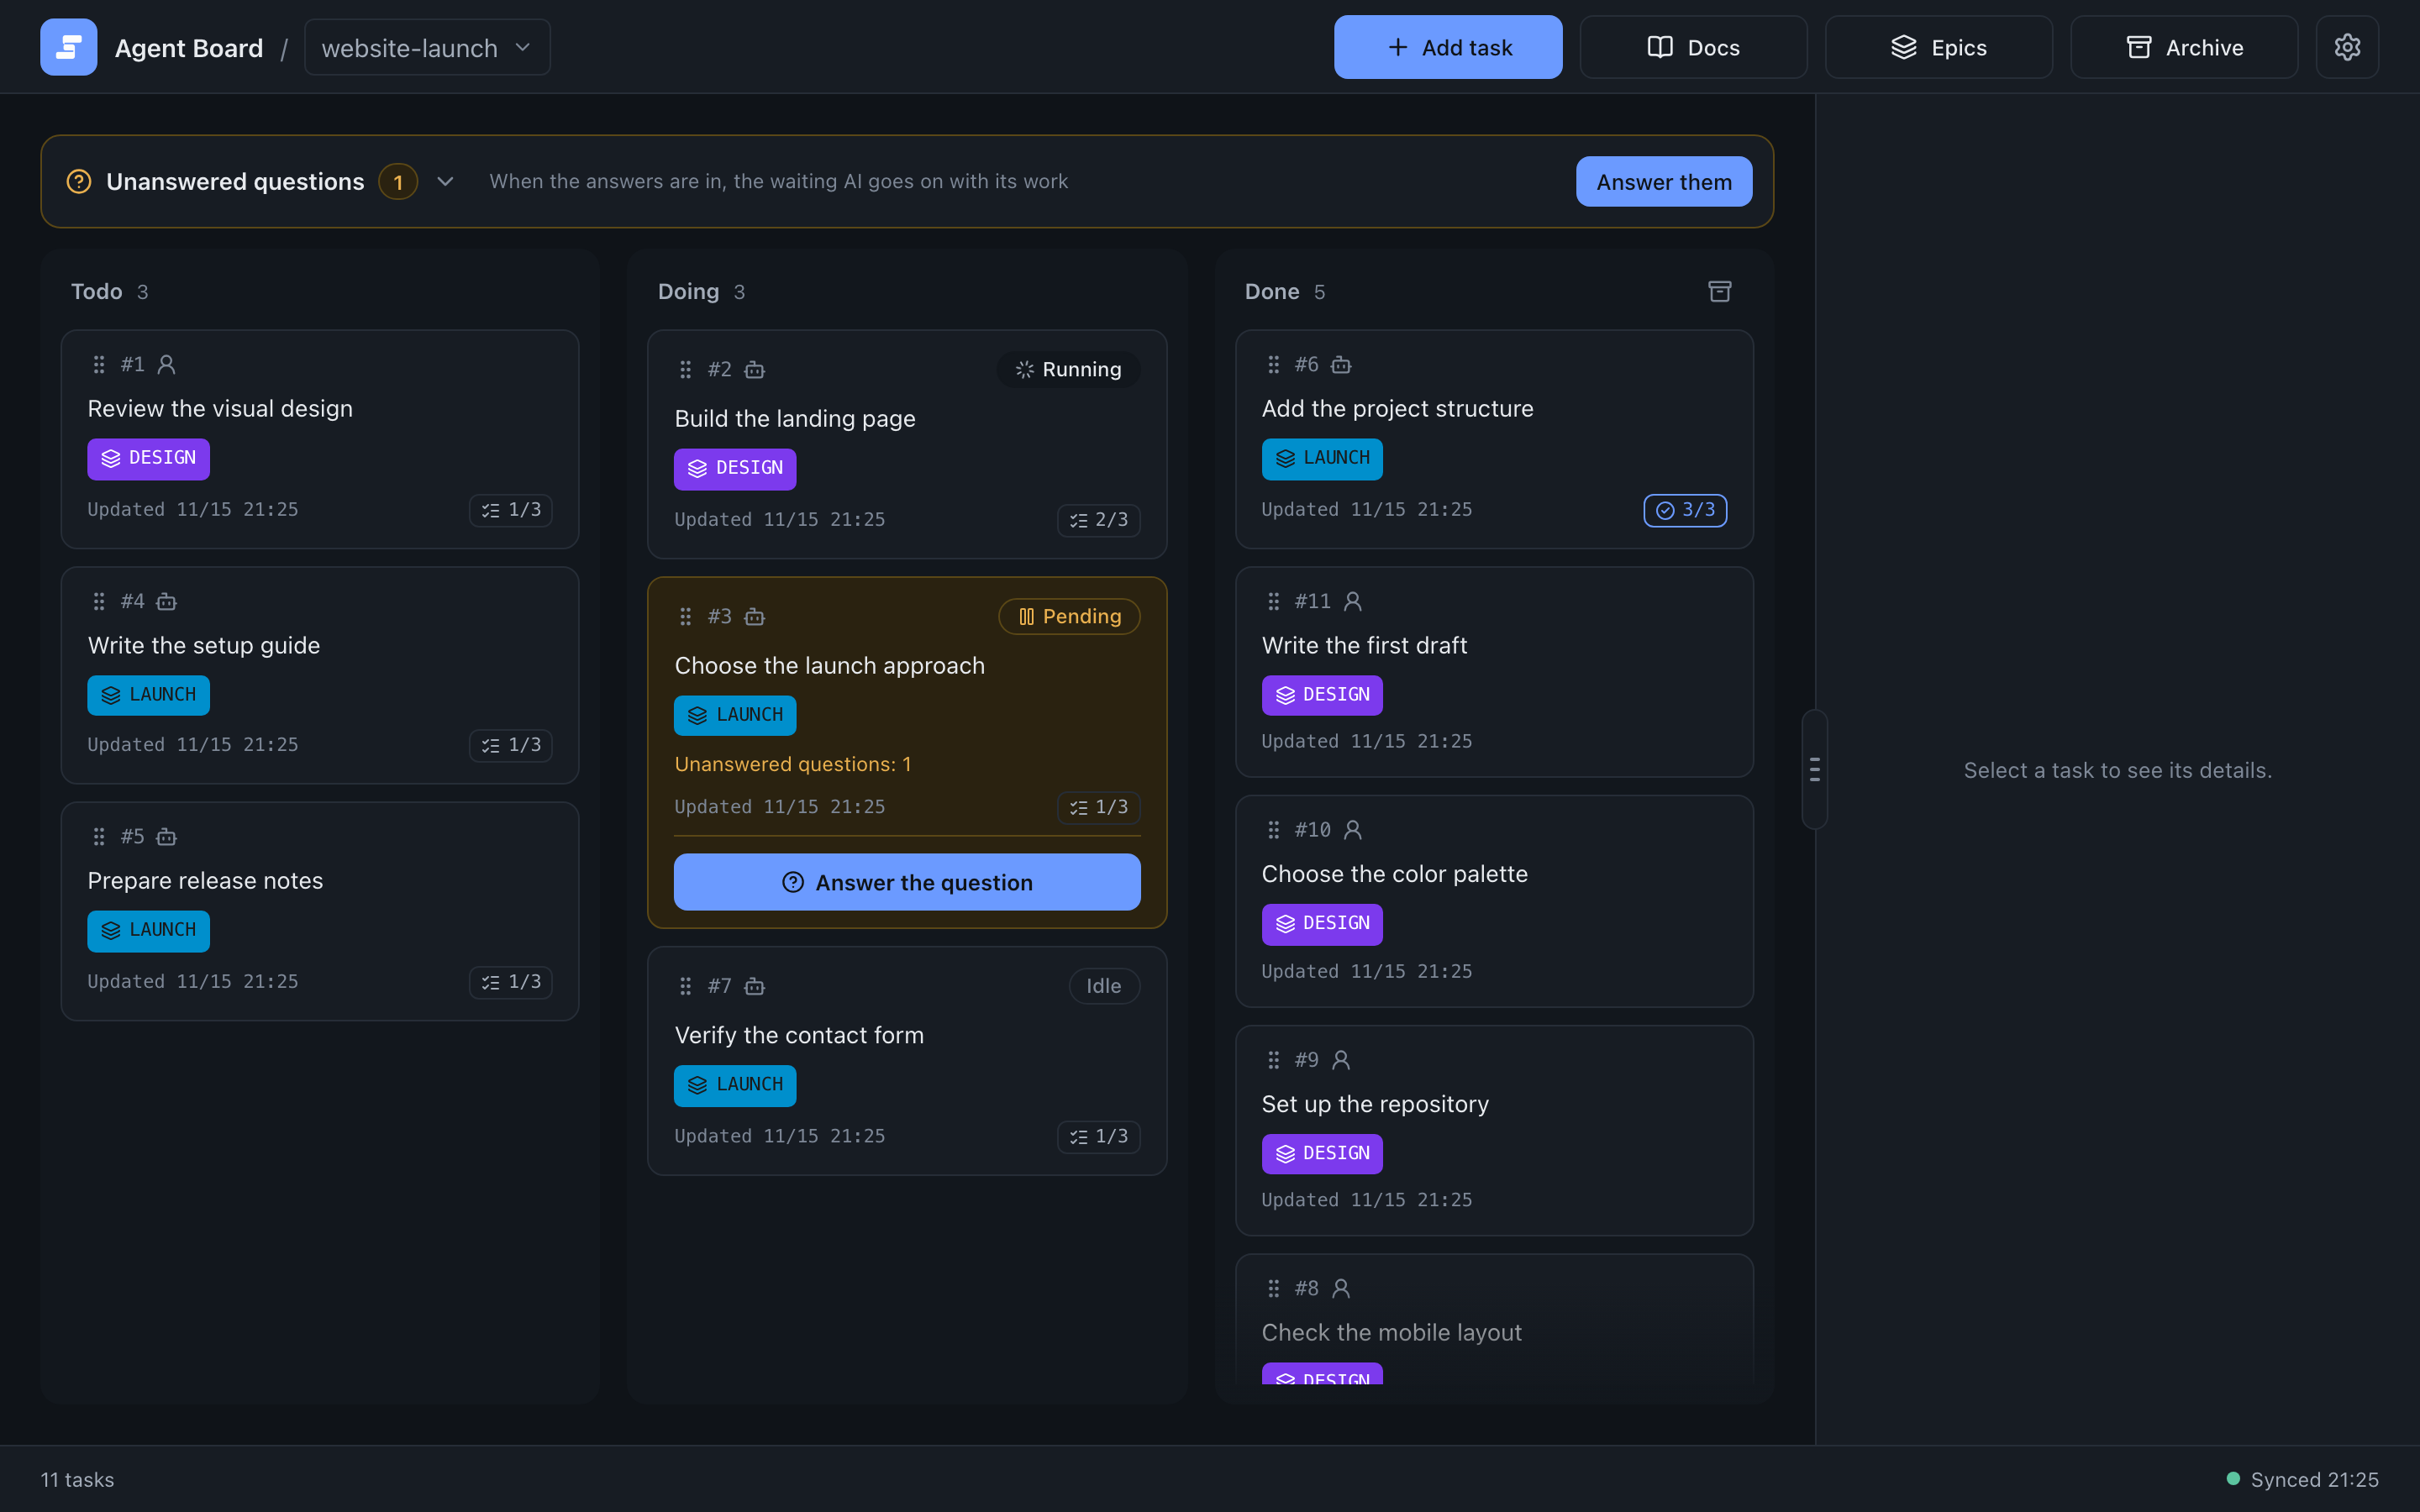 Agent Board / website-launch
Add task
Docs
Epics
Archive
Unanswered questions 1
When the answers are in, the waiting AI goes on with its work
Answer them
Todo 3
#1
Review the visual design
DESIGN
Updated 11/15 21:25
1/3
#4
Write the setup guide
LAUNCH
Updated 11/15 21:25
1/3
#5
Prepare release notes
LAUNCH
Updated 11/15 21:25
1/3
Doing 3
#2
Running
Build the landing page
DESIGN
Updated 11/15 21:25
2/3
#3
Pending
Choose the launch approach
LAUNCH
Unanswered questions: 1
Updated 11/15 21:25
1/3
Answer the question
#7
Idle
Verify the contact form
LAUNCH
Updated 11/15 21:25
1/3
Done 5
#6
Add the project structure
LAUNCH
Updated 11/15 21:25
3/3
#11
Write the first draft
DESIGN
Updated 11/15 21:25
#10
Choose the color palette
DESIGN
Updated 11/15 21:25
#9
Set up the repository
DESIGN
Updated 11/15 21:25
#8
Check the mobile layout
DESIGN
Select a task to see its details.
11 tasks
Synced 21:25